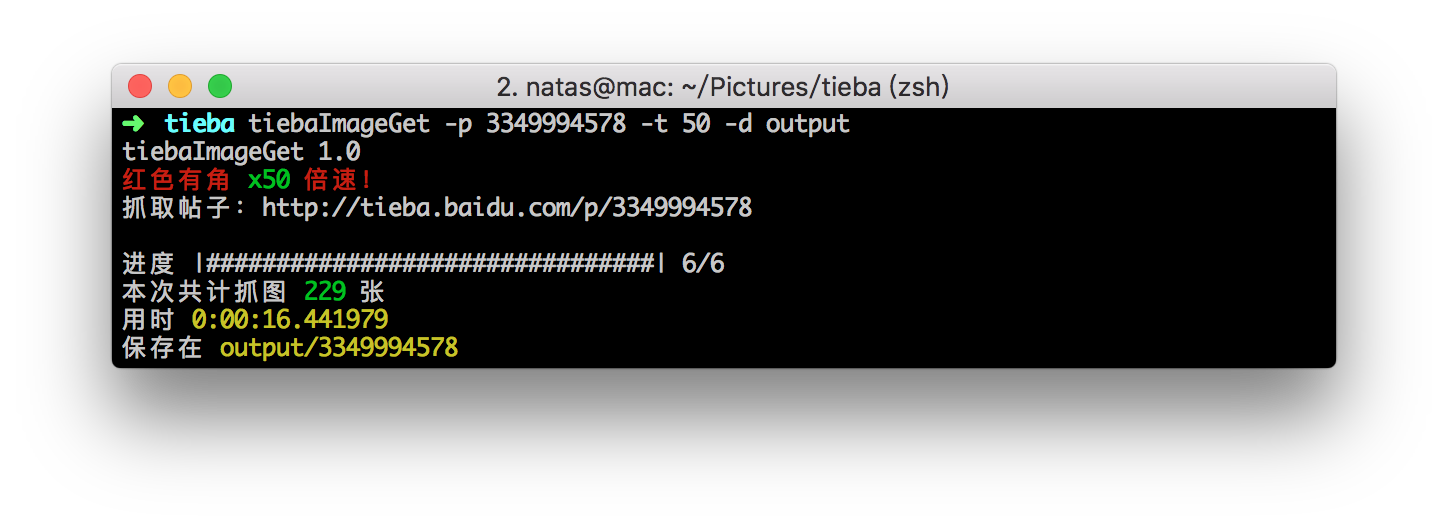 2. natas@mac: ~/Pictures/tieba (zsh)
➜ tieba tiebaImageGet -p 3349994578 -t 50 -d output
tiebaImageGet 1.0
红色有角 x50 倍速!
抓取帖子: http://tieba.baidu.com/p/3349994578
进度 |################################| 6/6
本次共计抓图 229 张
用时 0:00:16.441979
保存在 output/3349994578